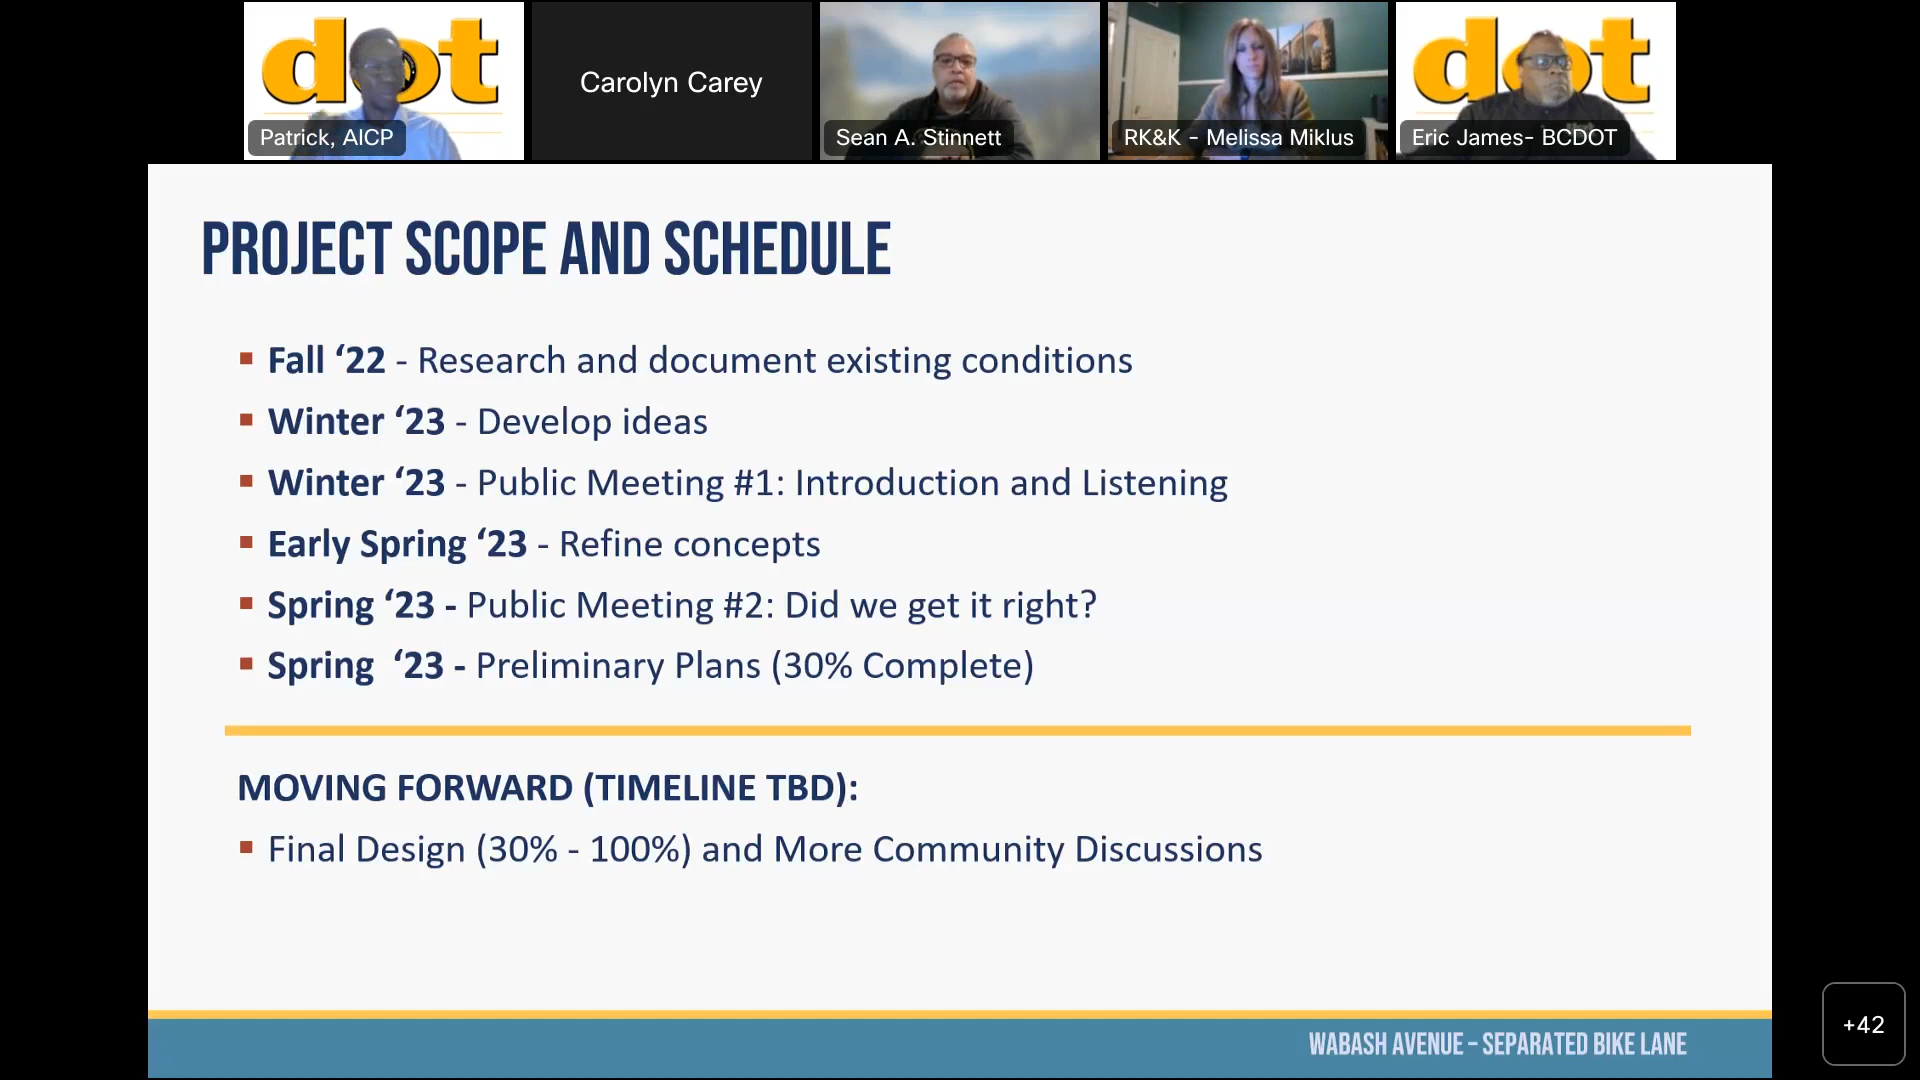 dot
Patrick, AICP
Carolyn Carey
Sean A. Stinnett
RK&K - Melissa Miklus
dot
Eric James- BCDOT
PROJECT SCOPE AND SCHEDULE
Fall ‘22 - Research and document existing conditions
Winter ‘23 - Develop ideas
Winter ‘23 - Public Meeting #1: Introduction and Listening
Early Spring ‘23 - Refine concepts
Spring ‘23 - Public Meeting #2: Did we get it right?
Spring ‘23 - Preliminary Plans (30% Complete)
MOVING FORWARD (TIMELINE TBD):
Final Design (30% - 100%) and More Community Discussions
WABASH AVENUE – SEPARATED BIKE LANE
+42